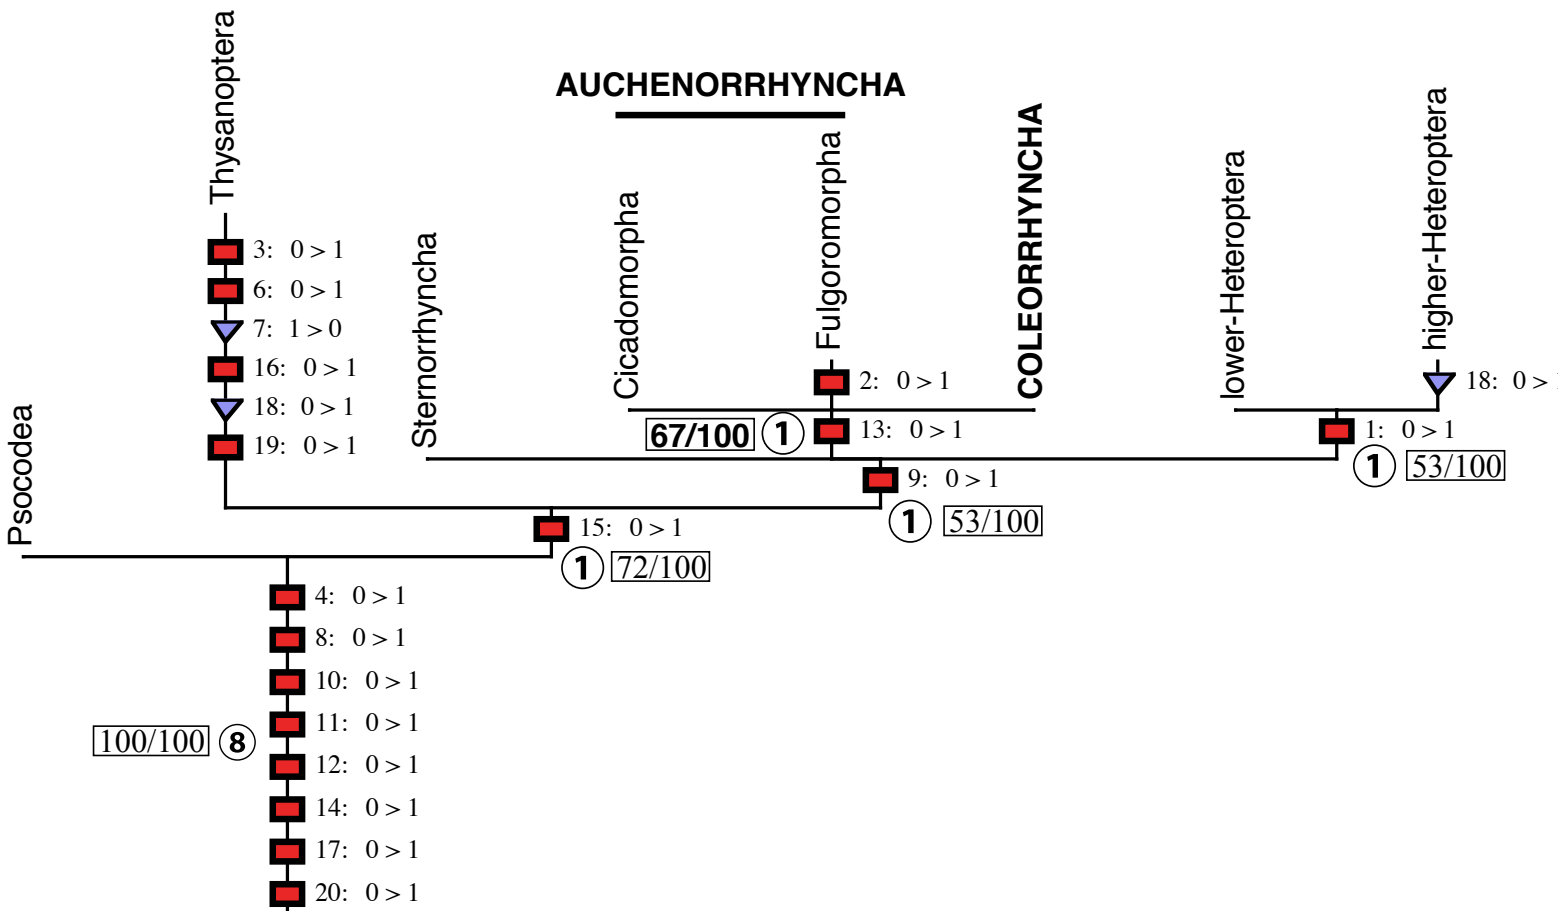 Thysanoptera
AUCHENORRHYNCHA
Cicadomorpha
Fulgoromorpha
COLEORRHYNCHA
lower-Heteroptera
higher-Heteroptera
Sternorrhyncha
Psocodea
3: 0 > 1
6: 0 > 1
7: 1 > 0
16: 0 > 1
18: 0 > 1
19: 0 > 1
2: 0 > 1
18: 0 >
67/100 1 13: 0 > 1
1: 0 > 1
1 53/100
9: 0 > 1
1 53/100
15: 0 > 1
1 72/100
4: 0 > 1
8: 0 > 1
10: 0 > 1
11: 0 > 1
100/100 8
12: 0 > 1
14: 0 > 1
17: 0 > 1
20: 0 > 1